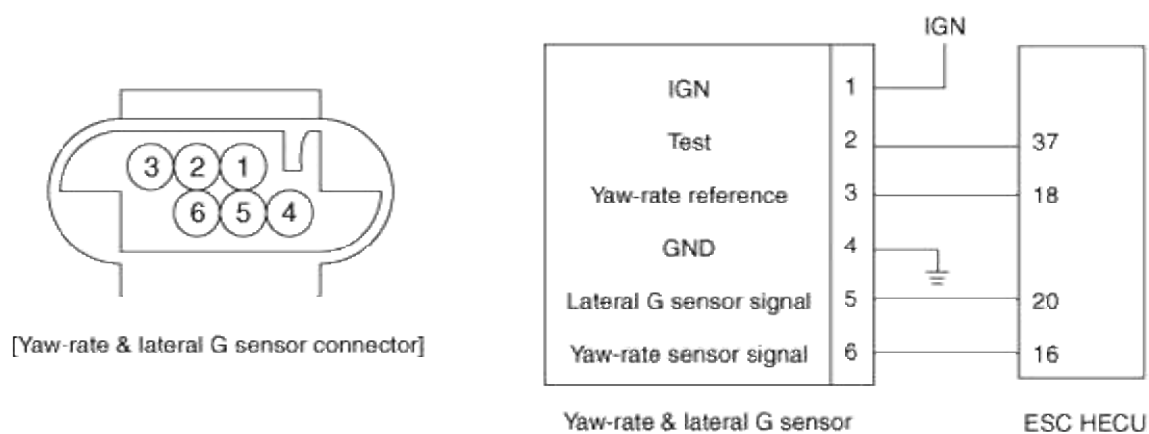 3 2 1
6 5 4
[Yaw-rate & lateral G sensor connector]
IGN
IGN 1
Test 2 37
Yaw-rate reference 3 18
GND 4
Lateral G sensor signal 5 20
Yaw-rate sensor signal 6 16
Yaw-rate & lateral G sensor
ESC HECU